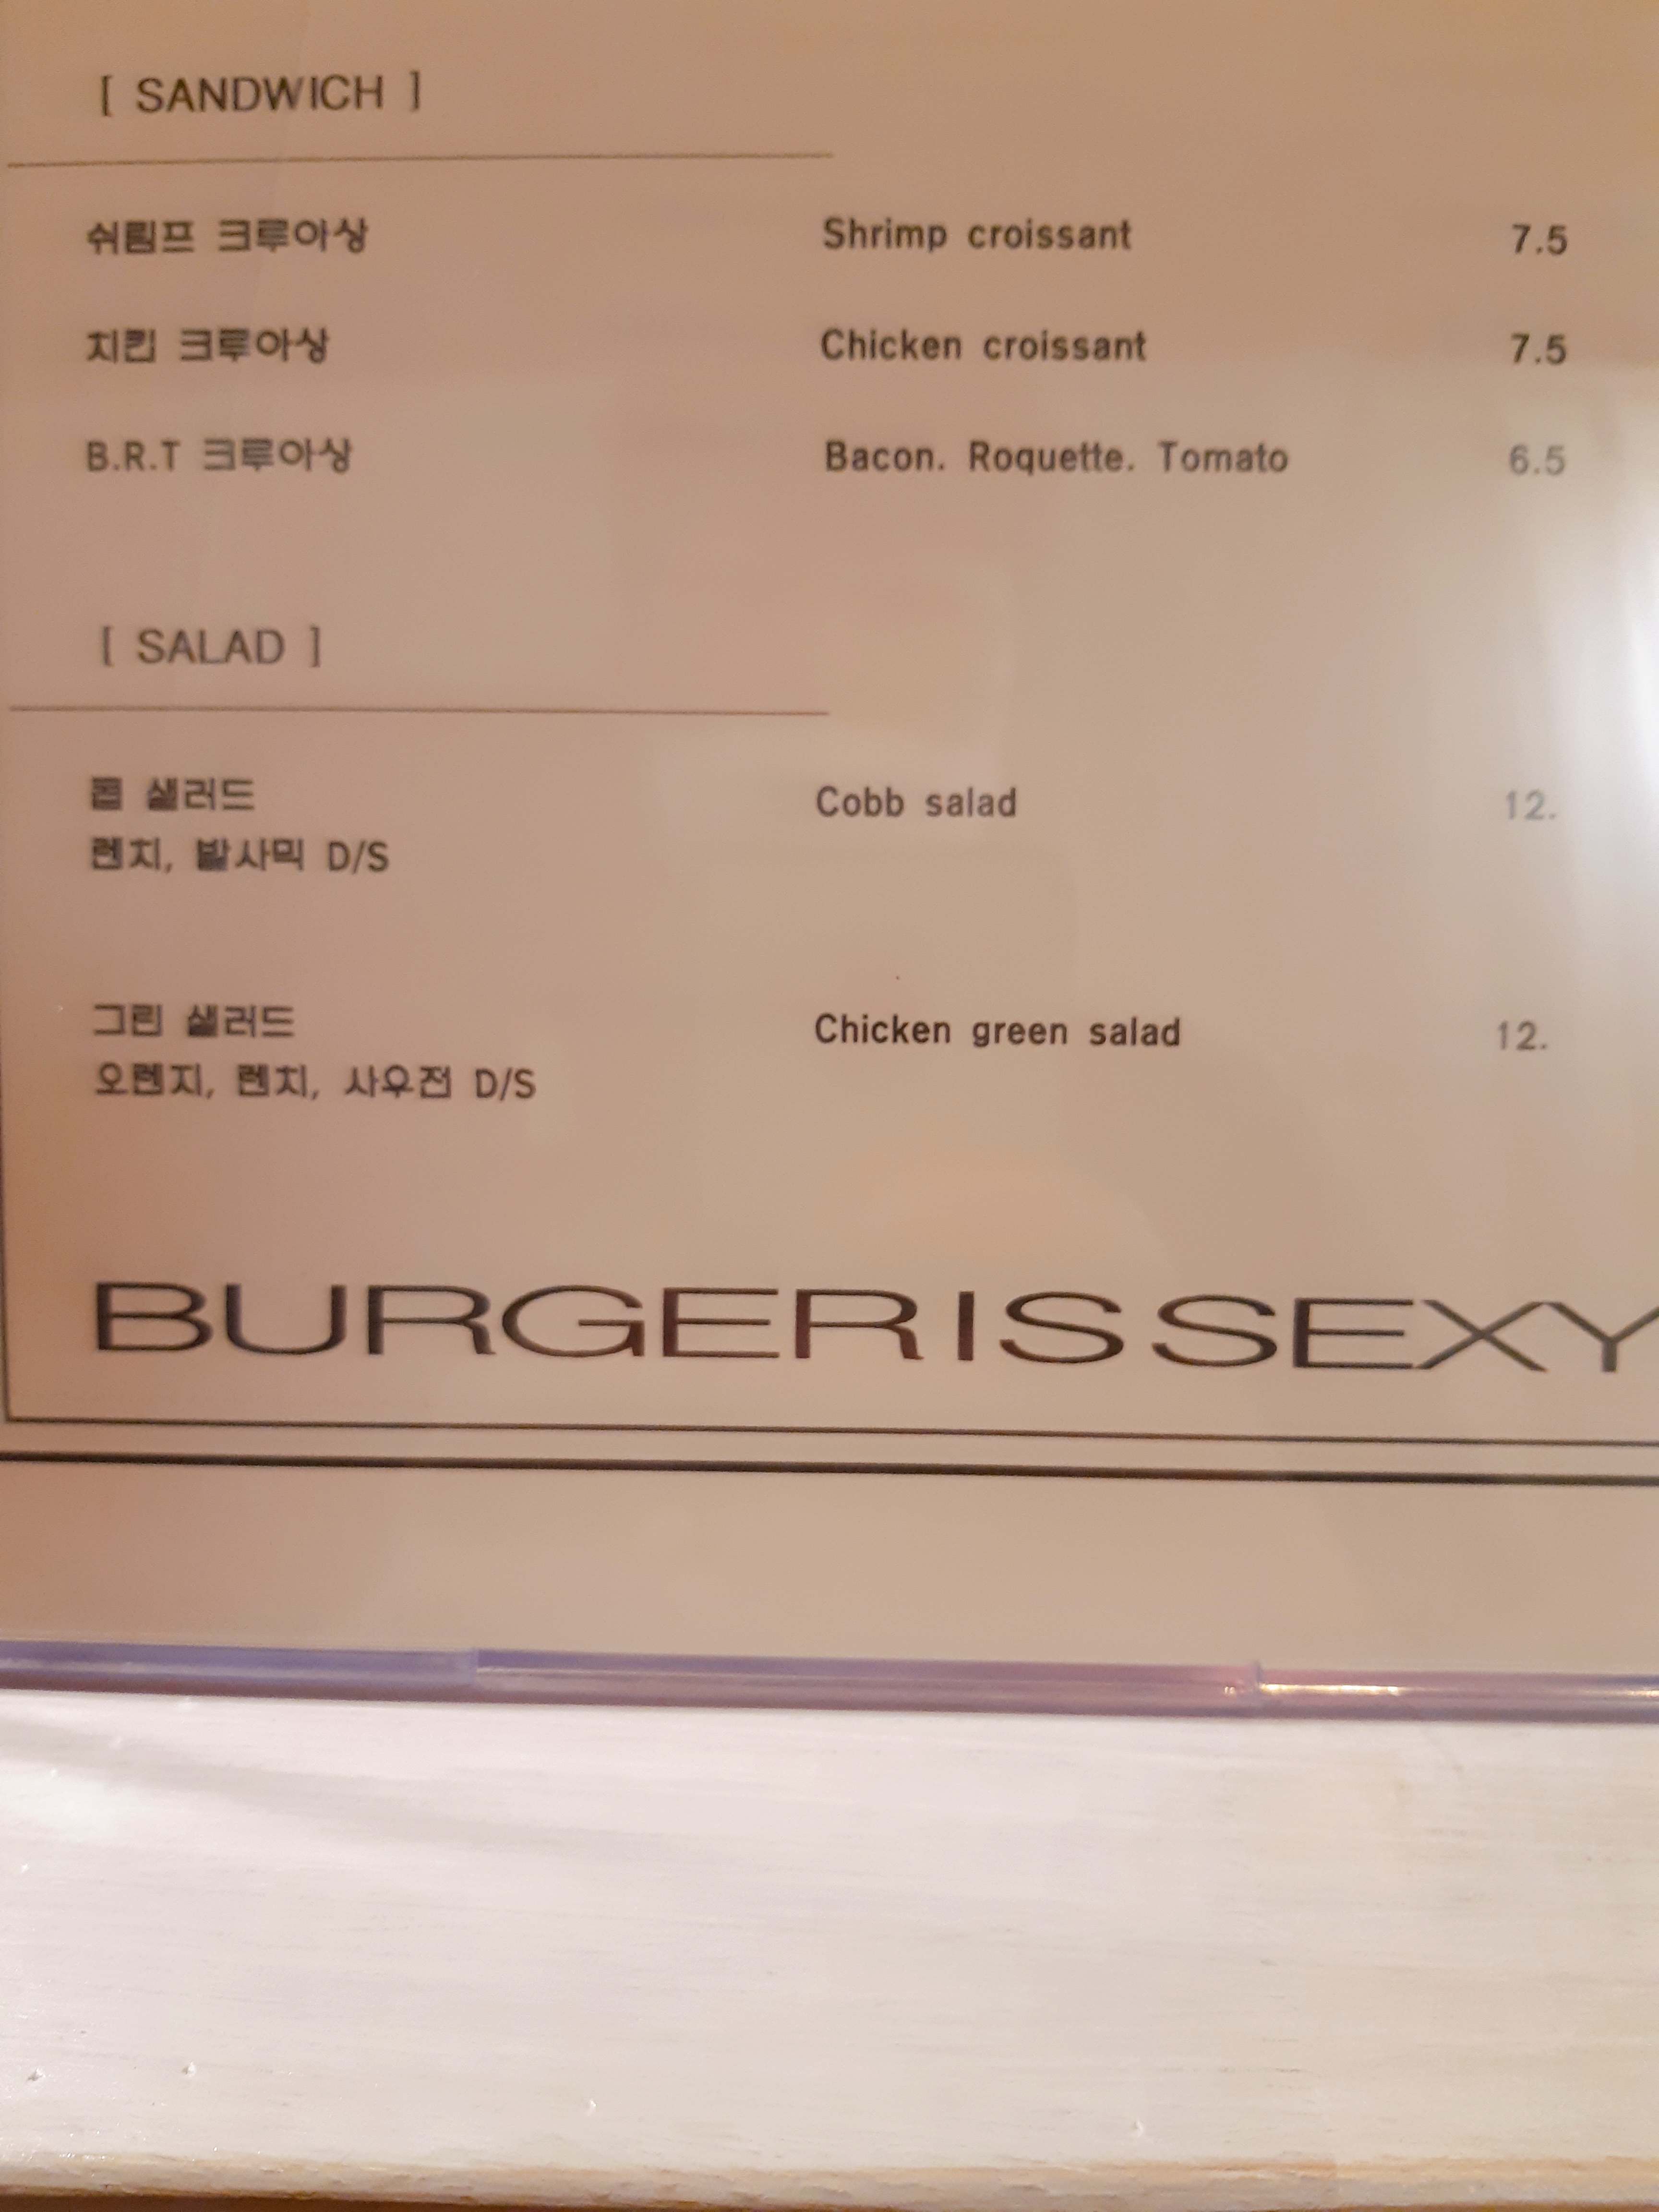 [ SANDWICH ]
쉬림프 크루아상 Shrimp croissant 7.5
치킨 크루아상 Chicken croissant 7.5
B.R.T 크루아상 Bacon. Roquette. Tomato 6.5
[ SALAD ]
콥 샐러드 Cobb salad 12.
렌치, 발사믹 D/S
그린 샐러드 Chicken green salad 12.
오렌지, 렌치, 사우전 D/S
BURGER IS SEXY